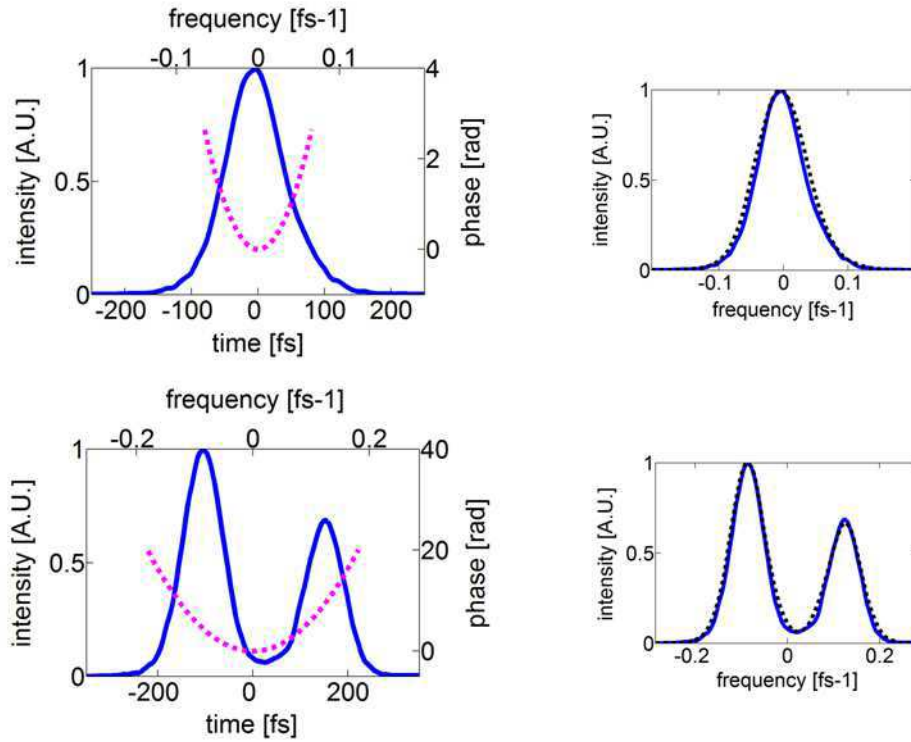 frequency [fs-1]
-0.1 0 0.1
1 4
intensity [A.U.] 0.5 2 phase [rad]
0 0
-200 -100 0 100 200
time [fs]
1
intensity [A.U.] 0.5
0
-0.1 0 0.1
frequency [fs-1]
frequency [fs-1]
-0.2 0 0.2
1 40
intensity [A.U.] 0.5 20 phase [rad]
0 0
-200 0 200
time [fs]
1
intensity [A.U.] 0.5
0
-0.2 0 0.2
frequency [fs-1]